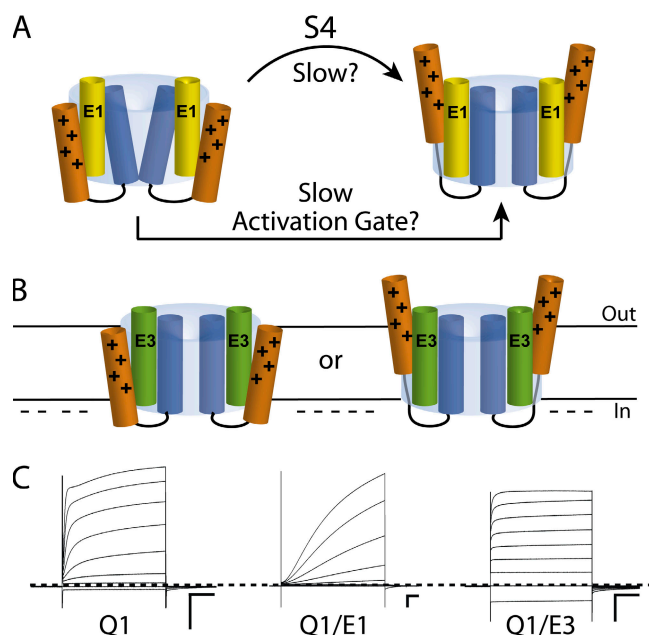 A
S4
Slow?
E1 E1 E1 E1
+ + + + + + + + + + + + + + + +
Slow
Activation Gate?
B
Out
E3 E3 or E3 E3
+ + + + + + + + + + + + + + + +
In
C
Q1 Q1/E1 Q1/E3